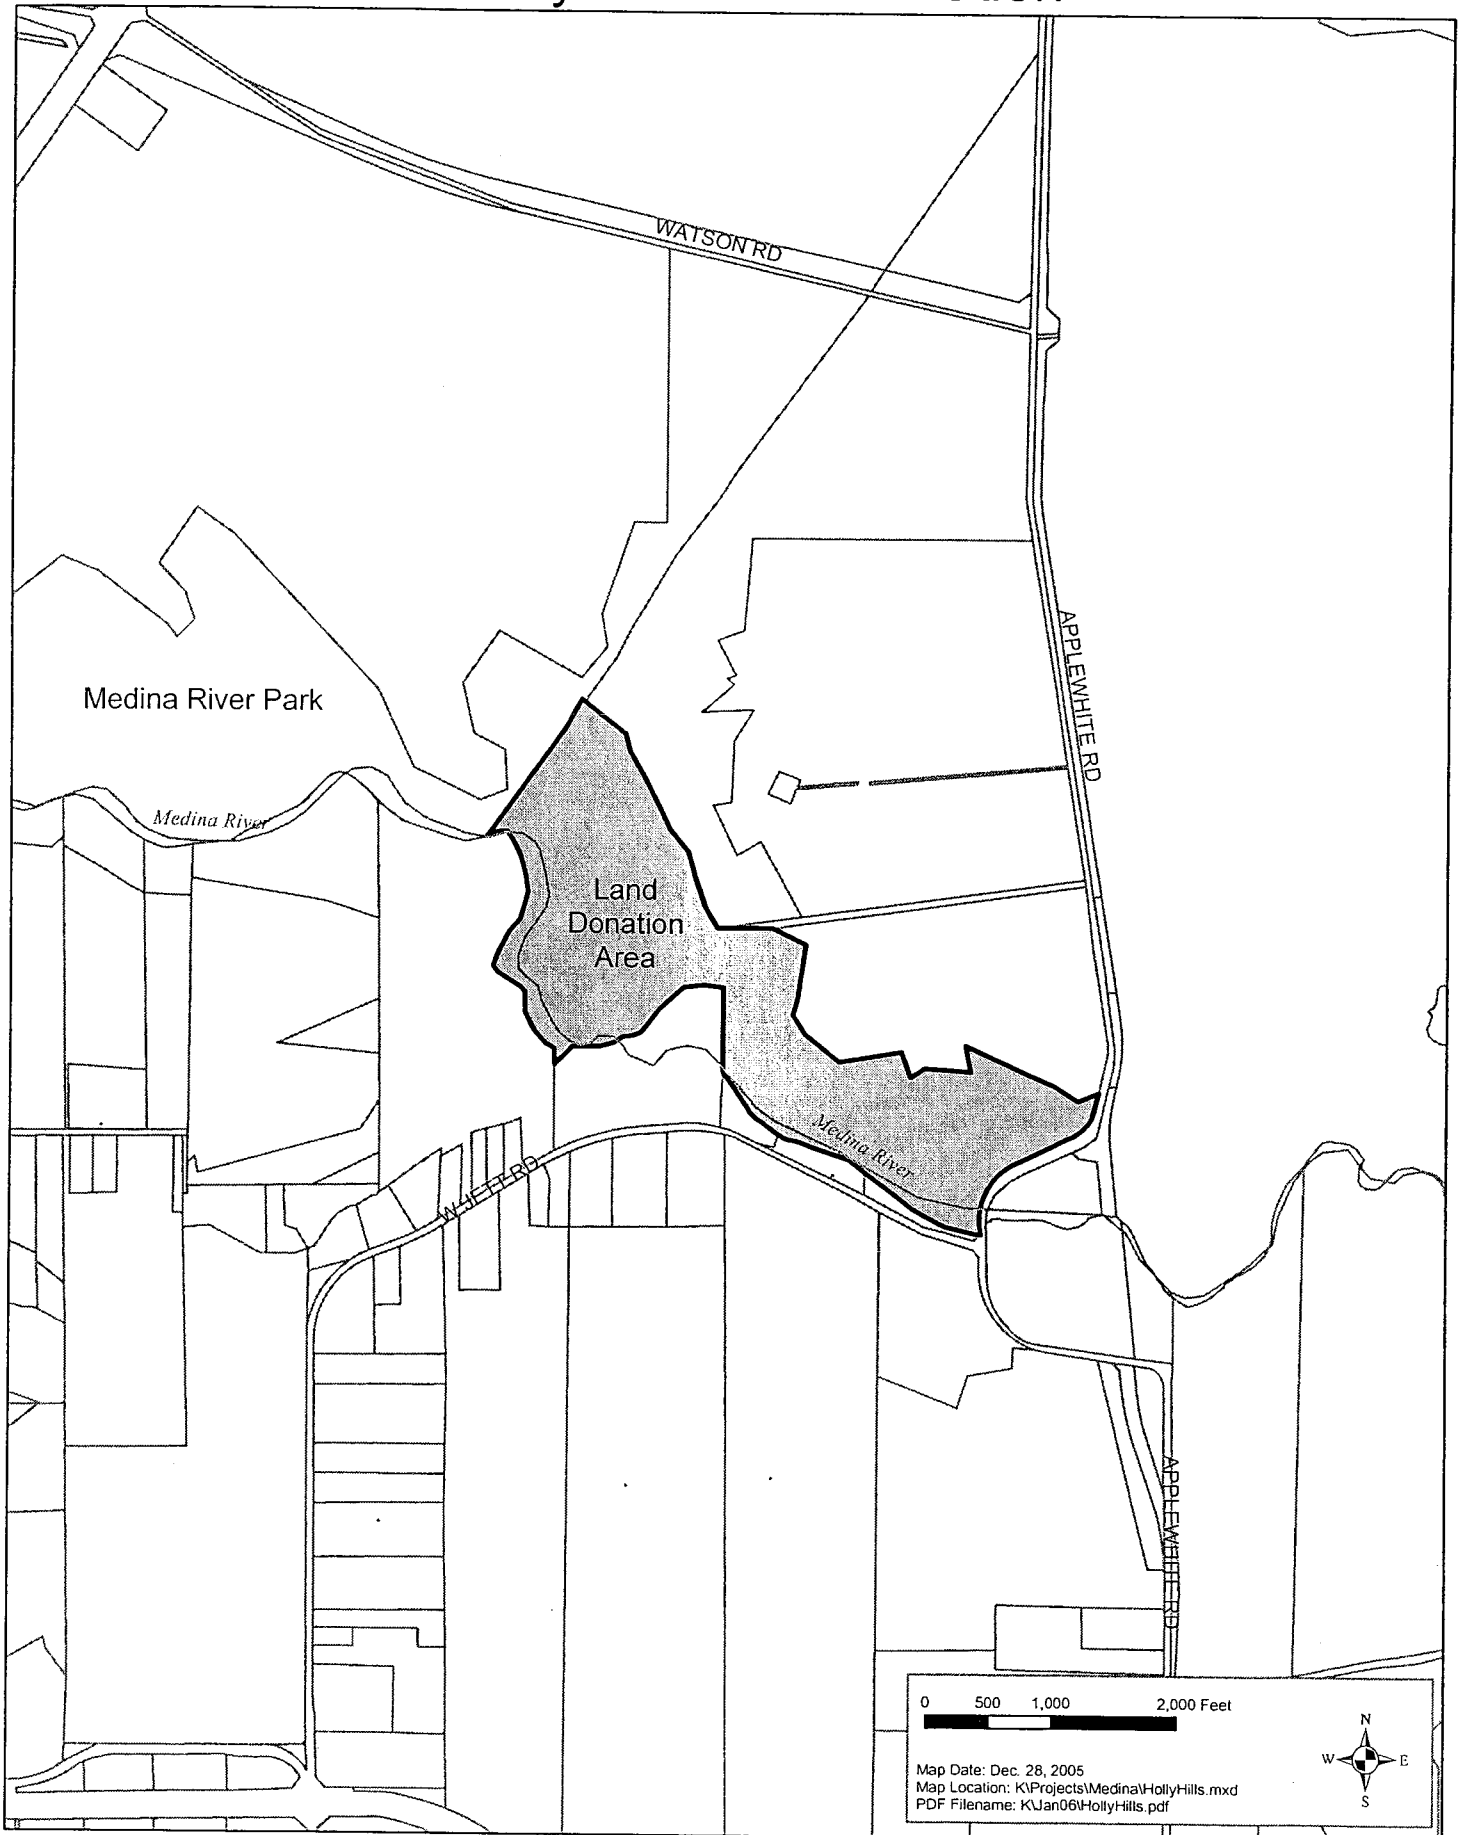 WATSON RD
APPLEWHITE RD
Medina River Park
Medina River
Land
Donation
Area
Medina River
W JETT RD
APPLEWHITE RD
0 500 1,000 2,000 Feet
N
W E
S
Map Date: Dec. 28, 2005
Map Location: K\Projects\Medina\HollyHills.mxd
PDF Filename: K\Jan06\HollyHills.pdf